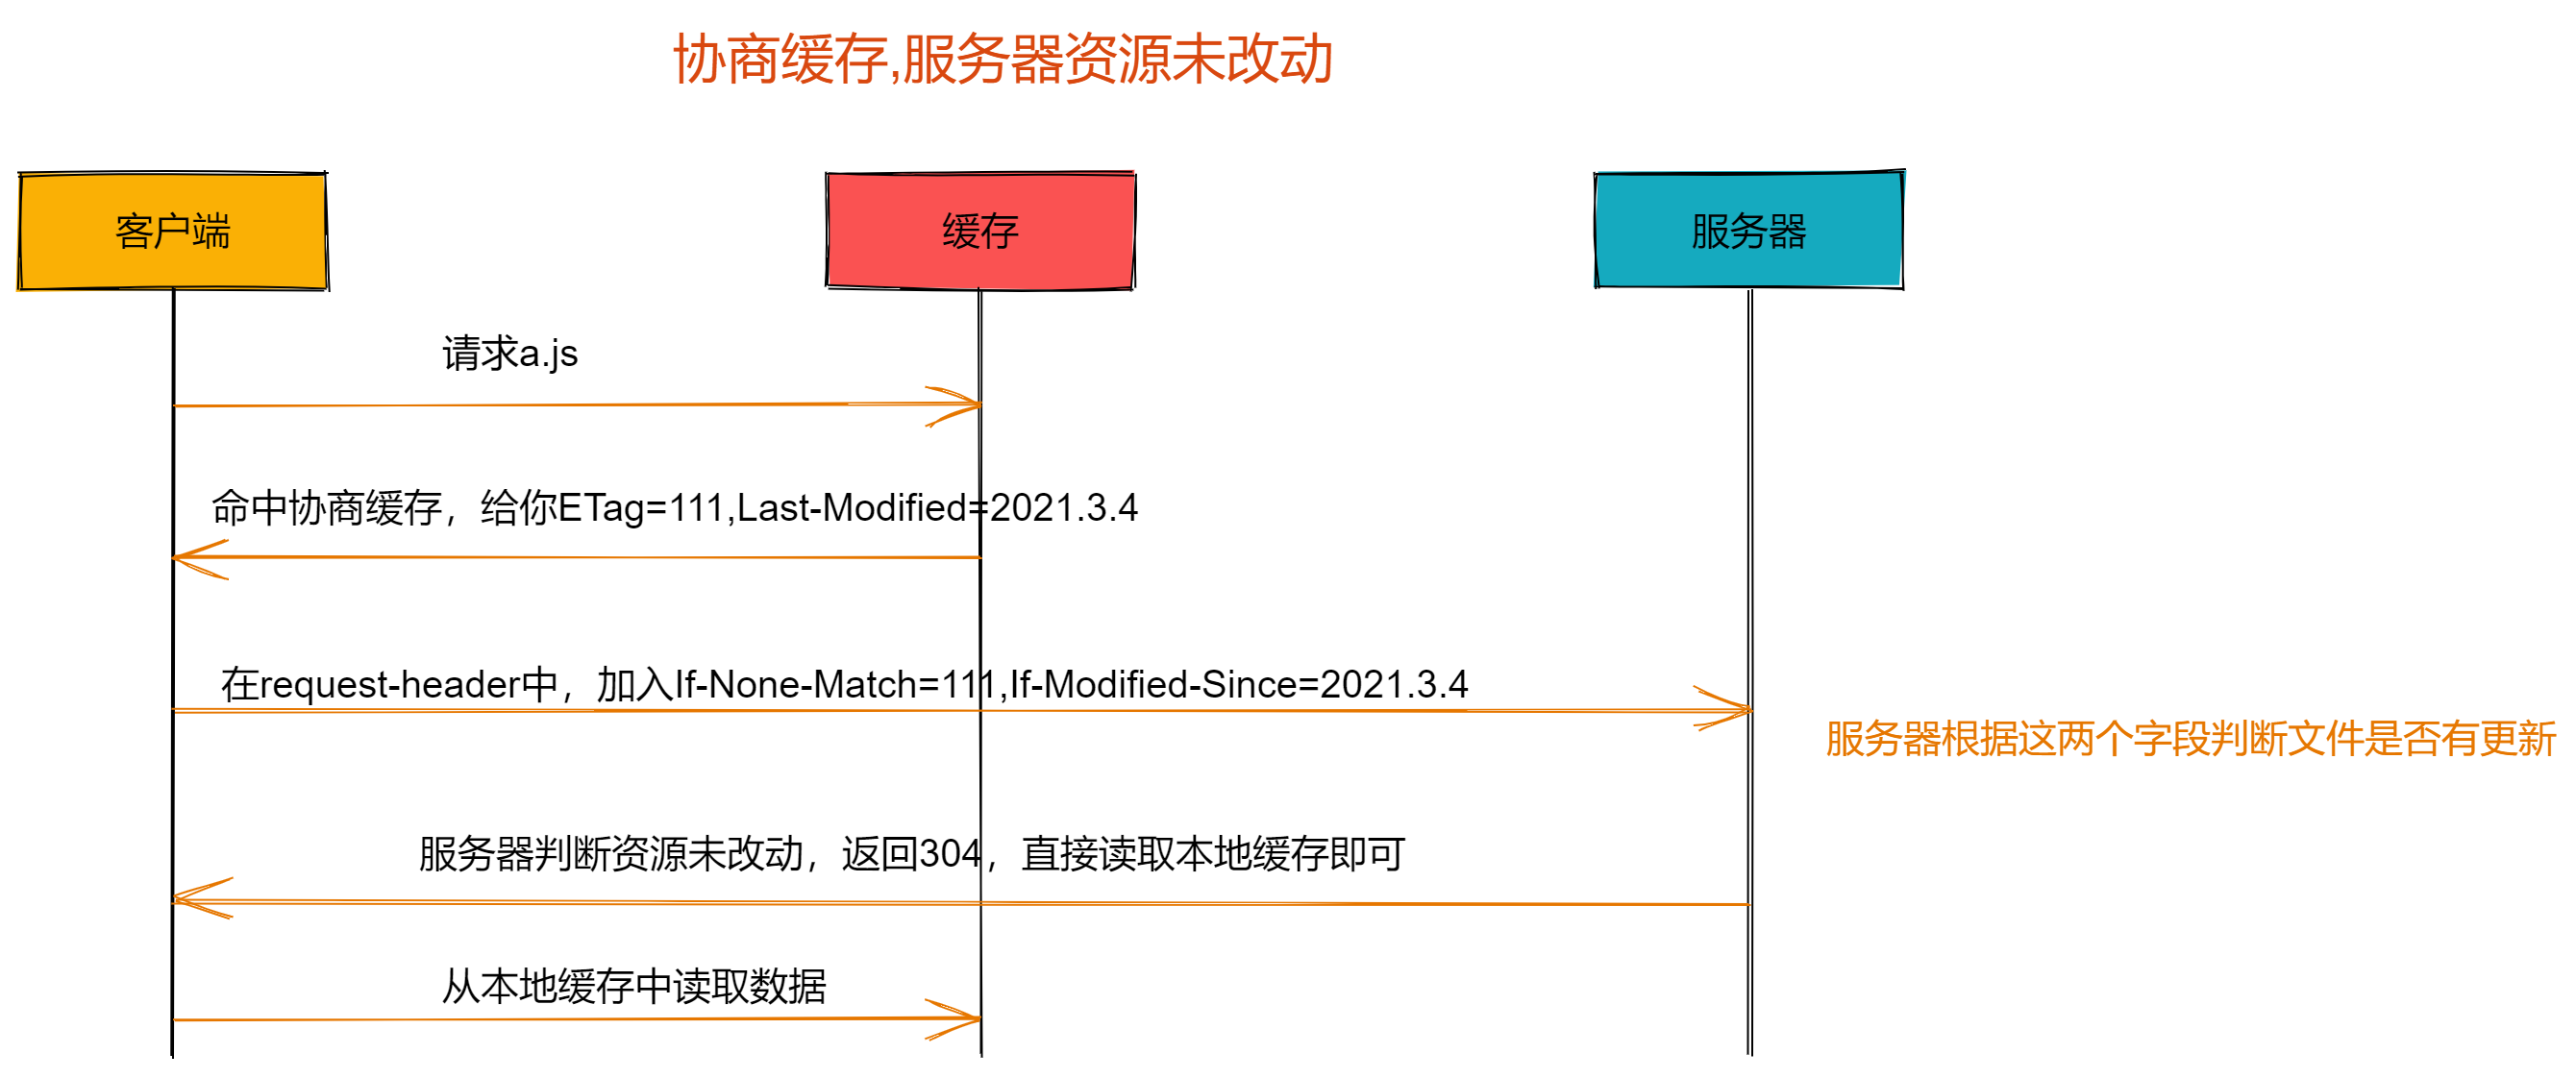 协商缓存,服务器资源未改动
客户端
缓存
服务器
请求a.js
命中协商缓存，给你ETag=111,Last-Modified=2021.3.4
在request-header中，加入If-None-Match=111,If-Modified-Since=2021.3.4
服务器根据这两个字段判断文件是否有更新
服务器判断资源未改动，返回304，直接读取本地缓存即可
从本地缓存中读取数据